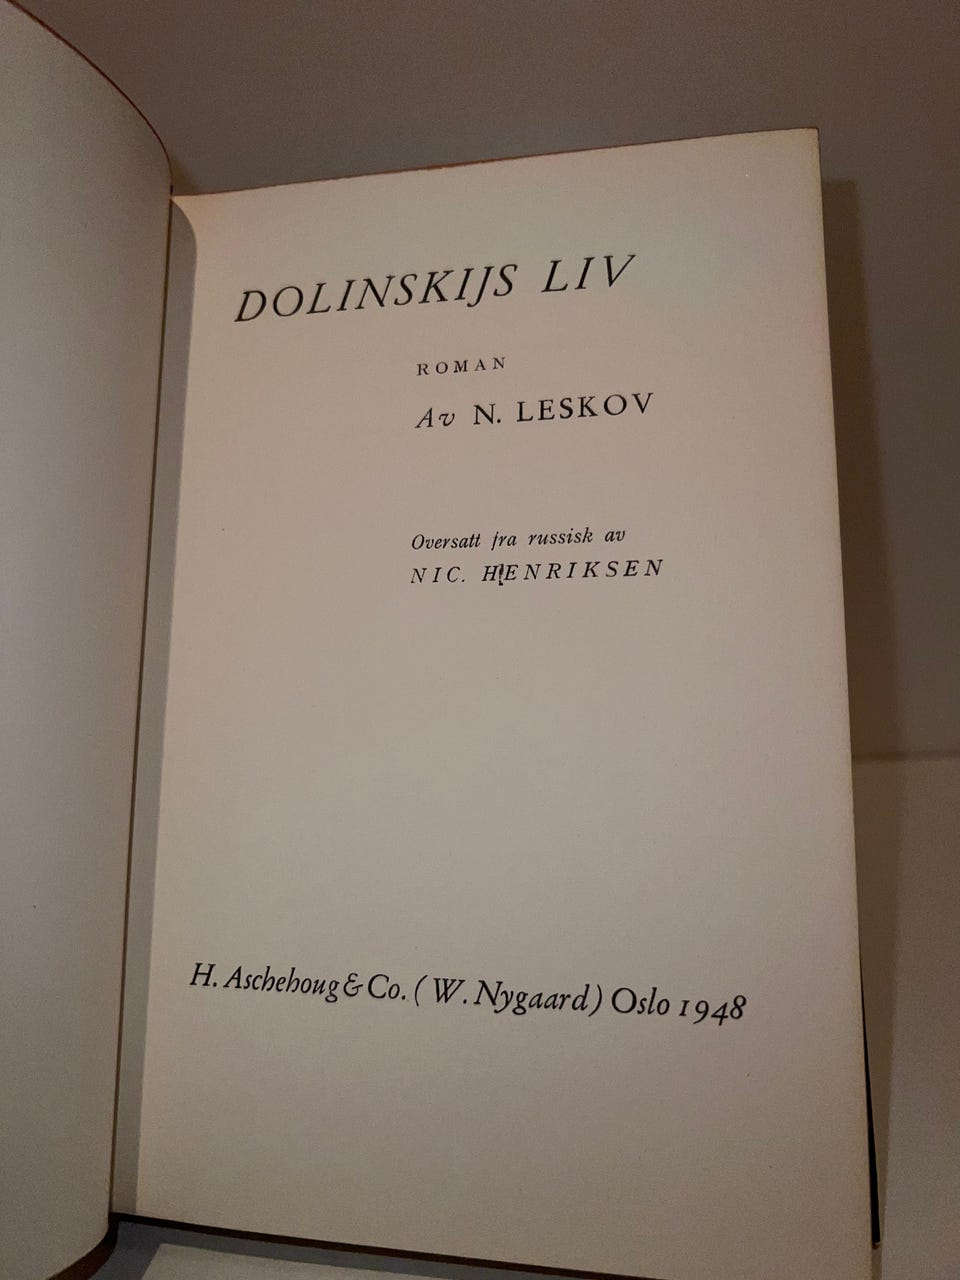 DOLINSKIJS LIV
ROMAN
Av N. LESKOV
Oversatt fra russisk av
NIC. HENRIKSEN
H. Aschehoug & Co. (W. Nygaard) Oslo 1948